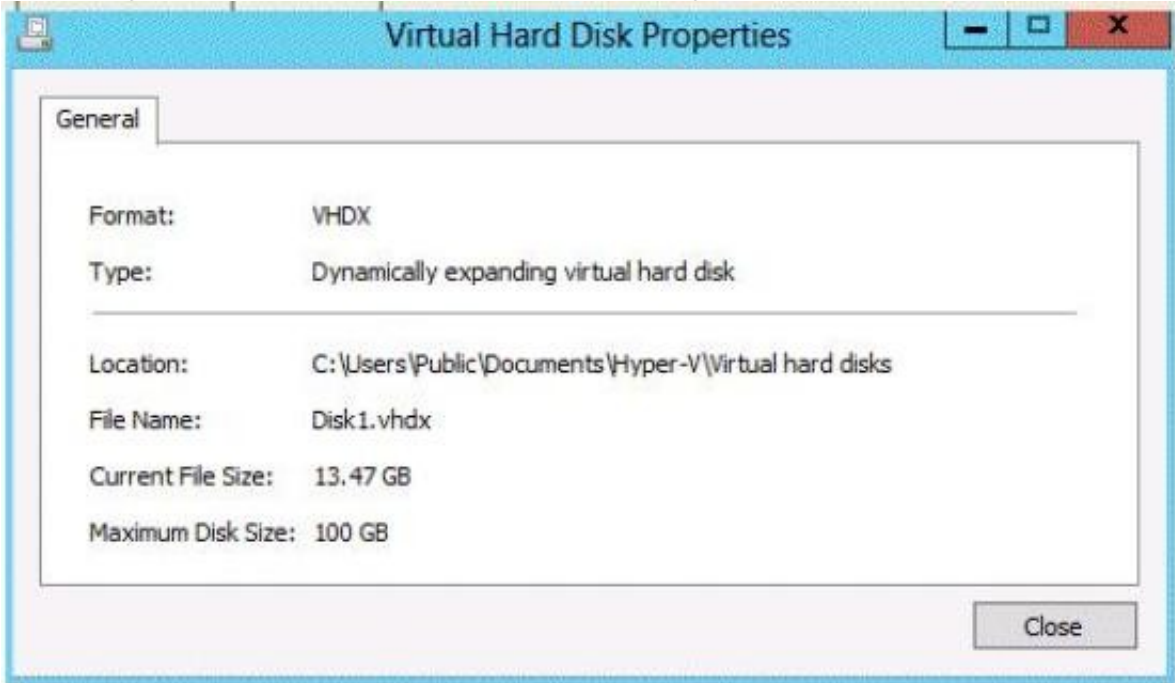 Virtual Hard Disk Properties
General
Format: VHDX
Type: Dynamically expanding virtual hard disk
Location: C:\Users\Public\Documents\Hyper-V\Virtual hard disks
File Name: Disk1.vhdx
Current File Size: 13.47 GB
Maximum Disk Size: 100 GB
Close